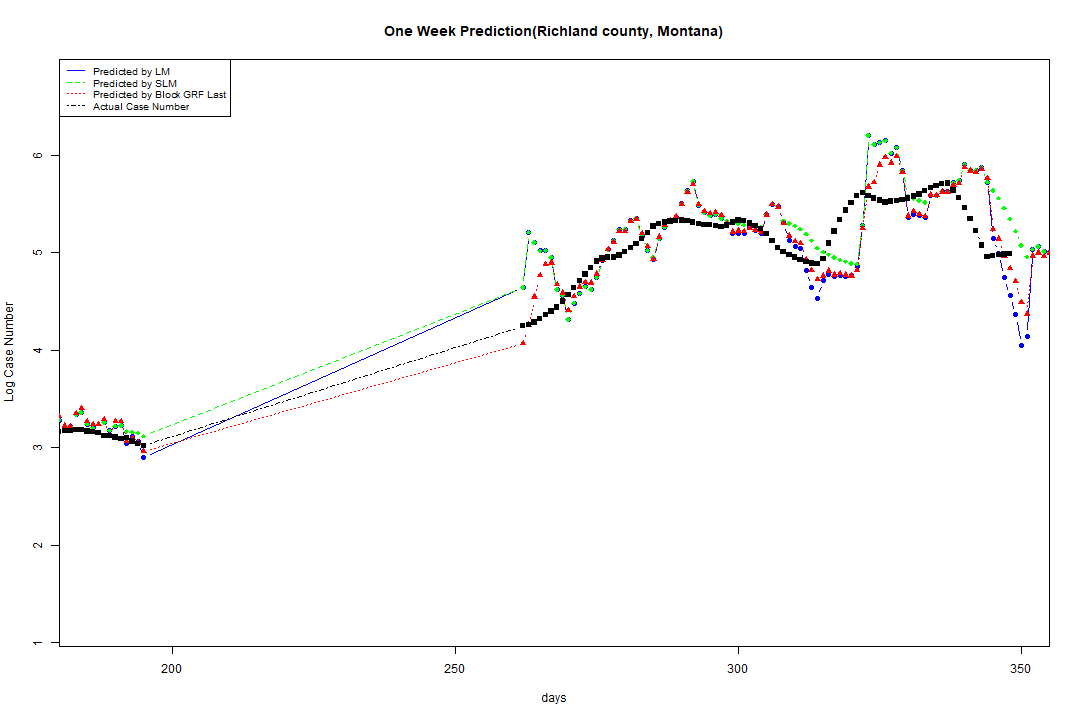 One Week Prediction(Richland county, Montana)
Predicted by LM
Predicted by SLM
Predicted by Block GRF Last
Actual Case Number
6
5
4
3
2
1
Log Case Number
200 250 300 350
days